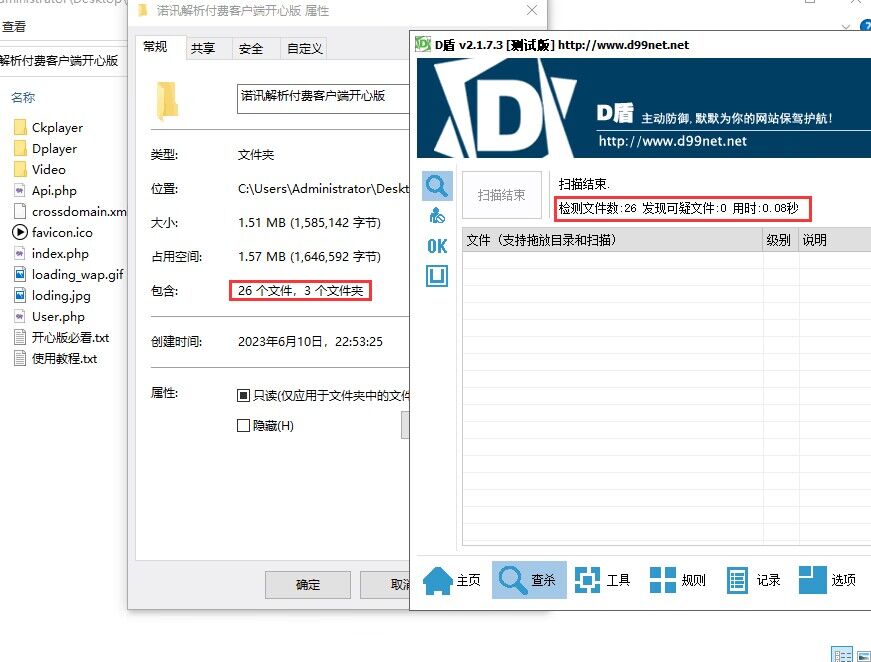 查看
解析付费客户端开心版
名称
Ckplayer
Dplayer
Video
Api.php
crossdomain.xm
favicon.ico
index.php
loading_wap.gif
loding.jpg
User.php
开心版必看.txt
使用教程.txt
诺讯解析付费客户端开心版 属性
常规
共享
安全
自定义
诺讯解析付费客户端开心版
类型:
文件夹
位置:
C:\Users\Administrator\Deskt
大小:
1.51 MB (1,585,142 字节)
占用空间:
1.57 MB (1,646,592 字节)
包含:
26 个文件，3 个文件夹
创建时间:
2023年6月10日，22:53:25
属性:
只读(仅应用于文件夹中的文件
隐藏(H)
确定
取消
D盾 v2.1.7.3 [测试版] http://www.d99net.net
D盾 主动防御,默默为你的网站保驾护航!
http://www.d99net.net
扫描结束
扫描结束.
检测文件数:26 发现可疑文件:0 用时:0.08秒
OK
文件（支持拖放目录和扫描）
级别
说明
主页
查杀
工具
规则
记录
选项